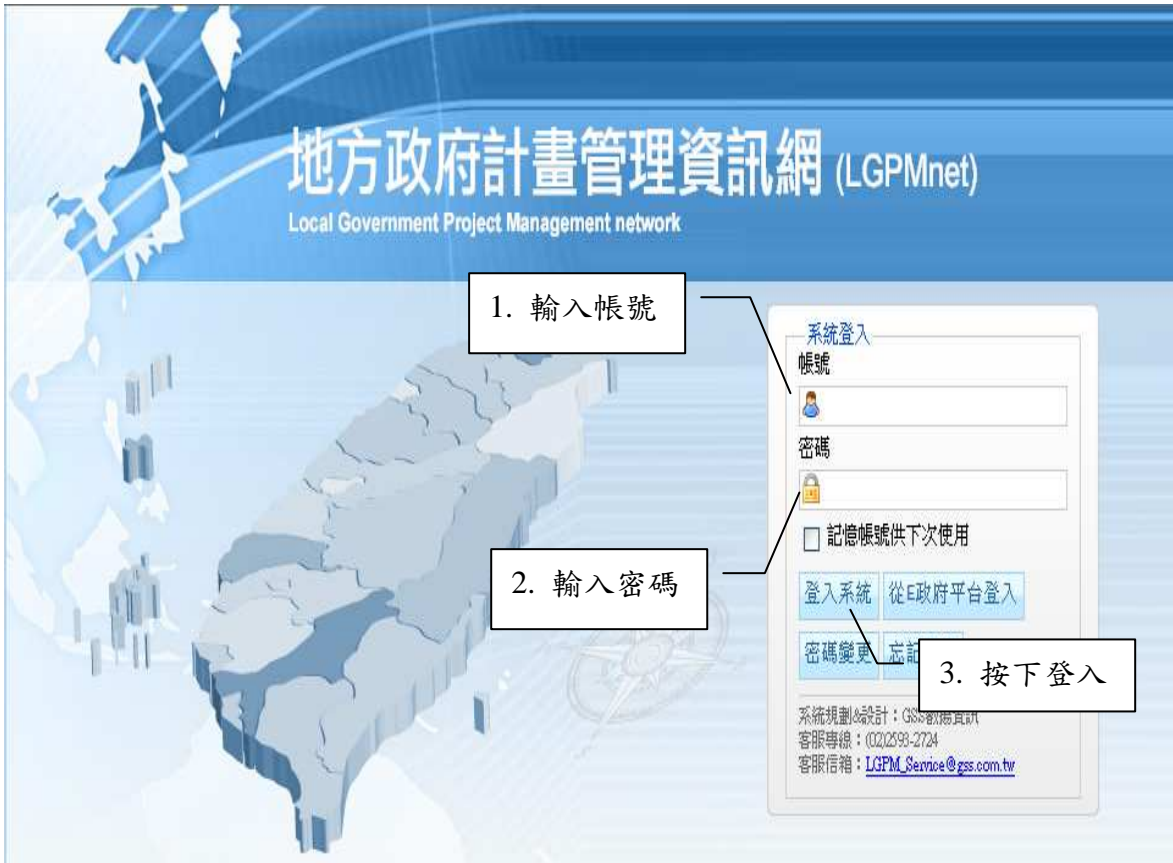 地方政府計畫管理資訊網 (LGPMnet)
Local Government Project Management network
1. 輸入帳號
系統登入
帳號
密碼
記憶帳號供下次使用
2. 輸入密碼
登入系統 從E政府平台登入
密碼變更 忘記
3. 按下登入
系統規劃&設計：GSS叡揚資訊
客服專線：(02)2593-2724
客服信箱：LGPM_Service@gss.com.tw